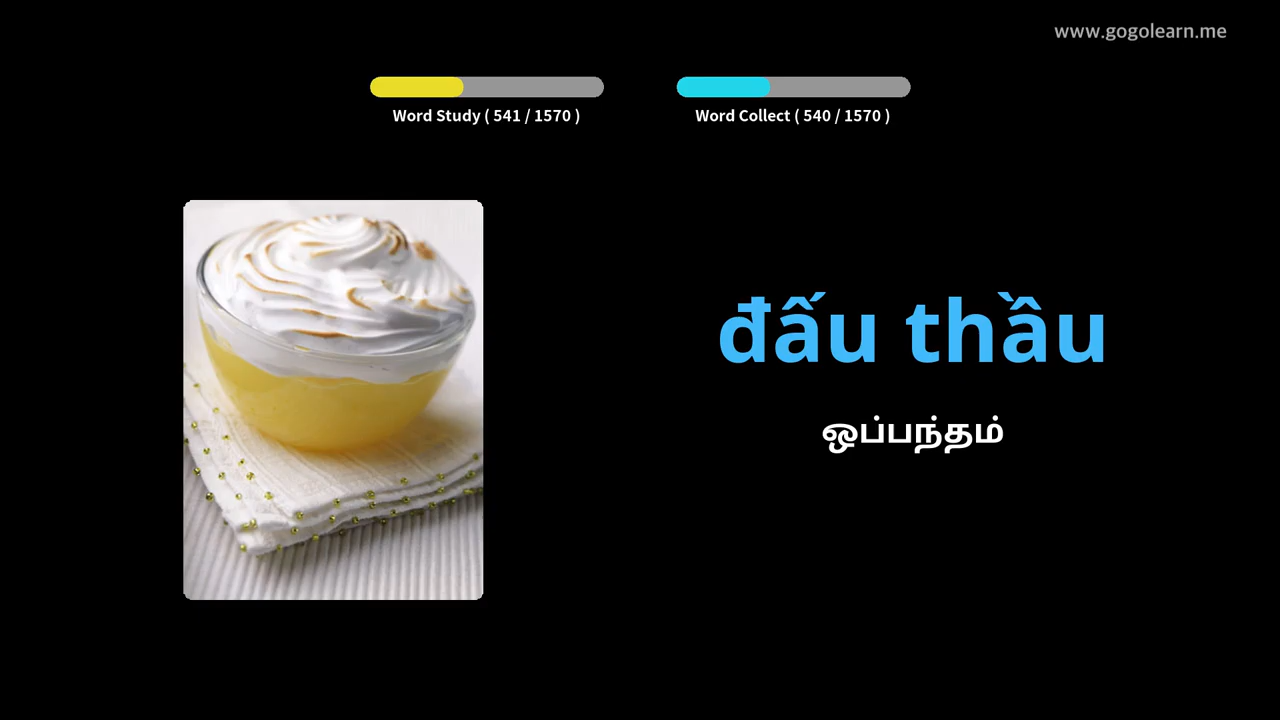 www.gogolearn.me
Word Study ( 541 / 1570 )
Word Collect ( 540 / 1570 )
đấu thầu
ஒப்பந்தம்